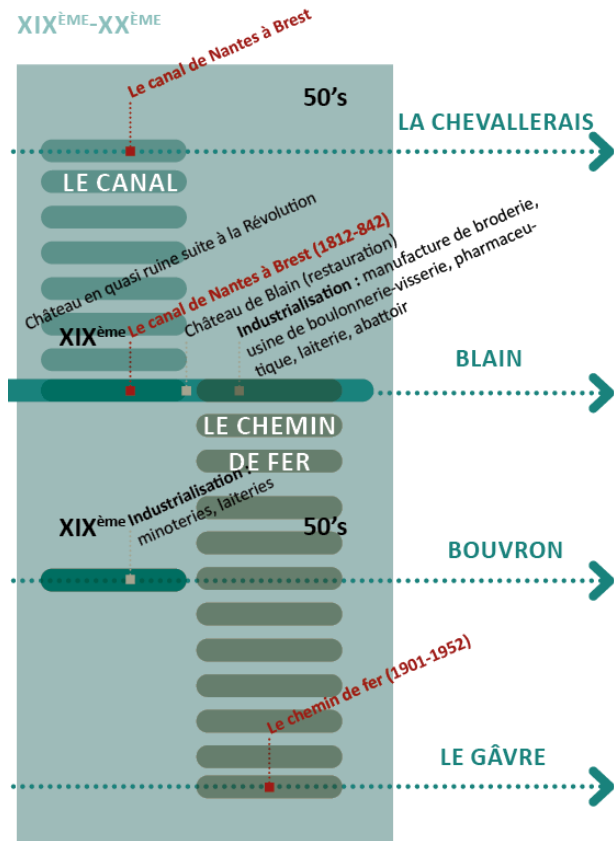 XIXÈME-XXÈME
Le canal de Nantes à Brest
50's
LA CHEVALLERAIS
LE CANAL
Château en quasi ruine suite à la Révolution
Le canal de Nantes à Brest (1812-842)
Château de Blain (restauration)
Industrialisation : manufacture de broderie,
usine de boulonnerie-visserie, pharmaceu-
tique, laiterie, abattoir
XIXème
BLAIN
LE CHEMIN
DE FER
XIXème
Industrialisation :
minoteries, laiteries
50's
BOUVRON
Le chemin de fer (1901-1952)
LE GÂVRE